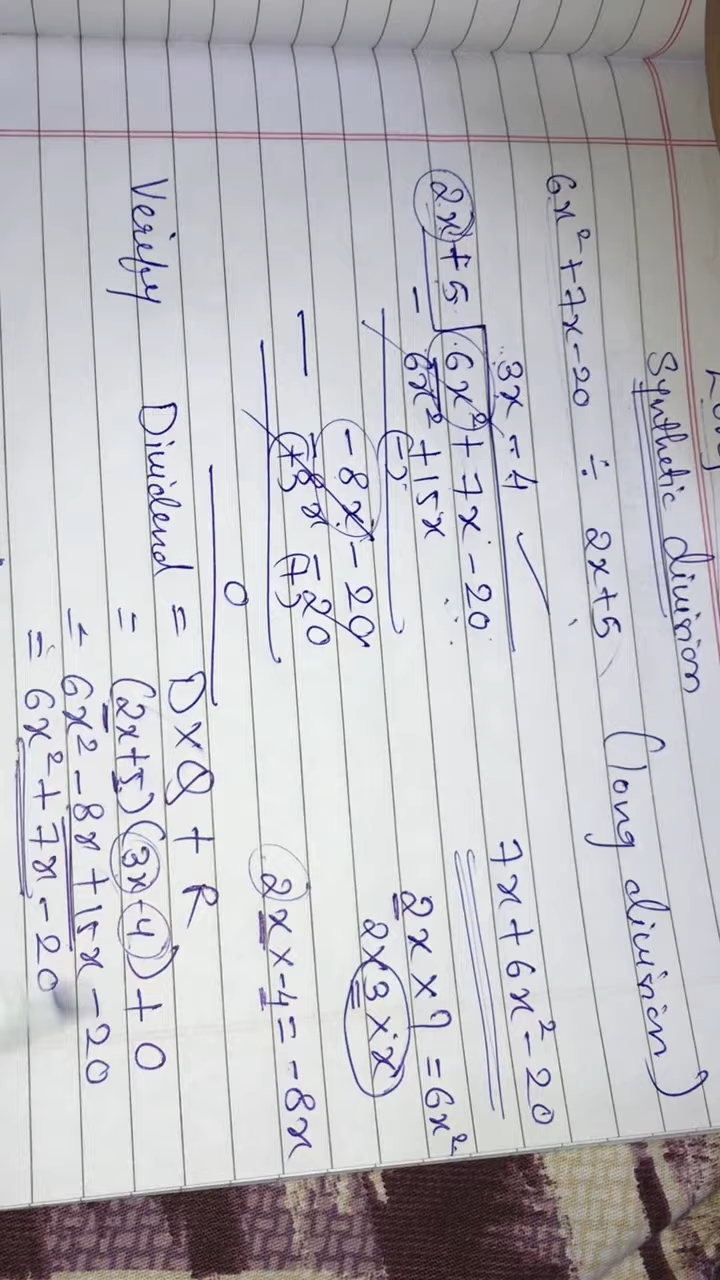 Synthetic division
6x² + 7x - 20 ÷ 2x+5 (long division)
7x + 6x² - 20
3x - 4 ✓
2x + 5 6x² + 7x - 20
- 6x² + 15x
(-)
2x × ? = 6x²
2 × 3 × x
-8x - 20
- -8x - 20
(+) (+)
0
2x × -4 = -8x
Verify Dividend = D × Q + R
= (2x+5) (3x-4) + 0
= 6x² - 8x + 15x - 20
= 6x² + 7x - 20